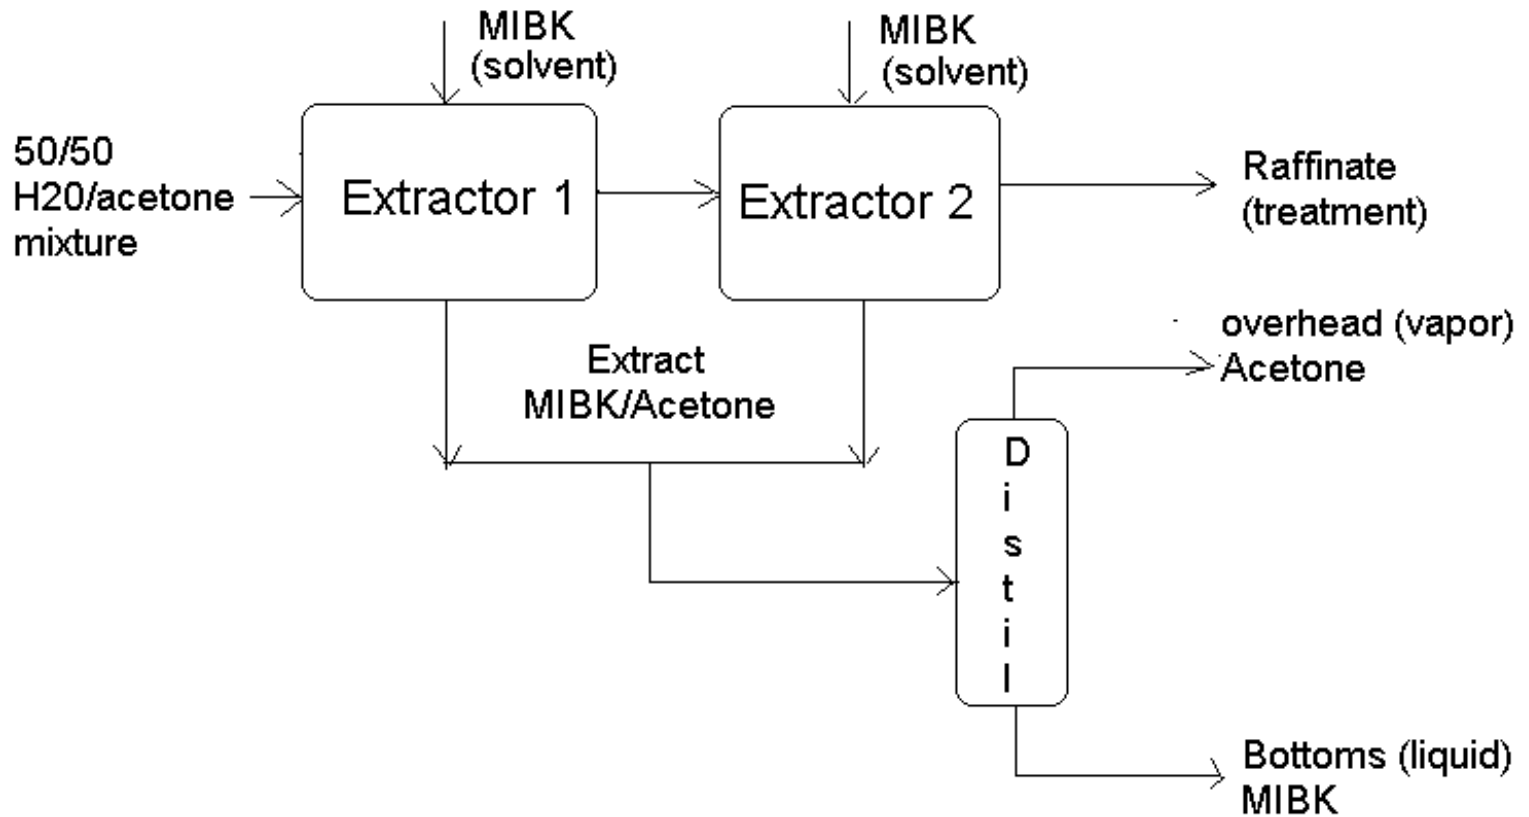 MIBK
(solvent)
MIBK
(solvent)
50/50
H20/acetone
mixture
Extractor 1
Extractor 2
Raffinate
(treatment)
Extract
MIBK/Acetone
overhead (vapor)
Acetone
Distil
Bottoms (liquid)
MIBK